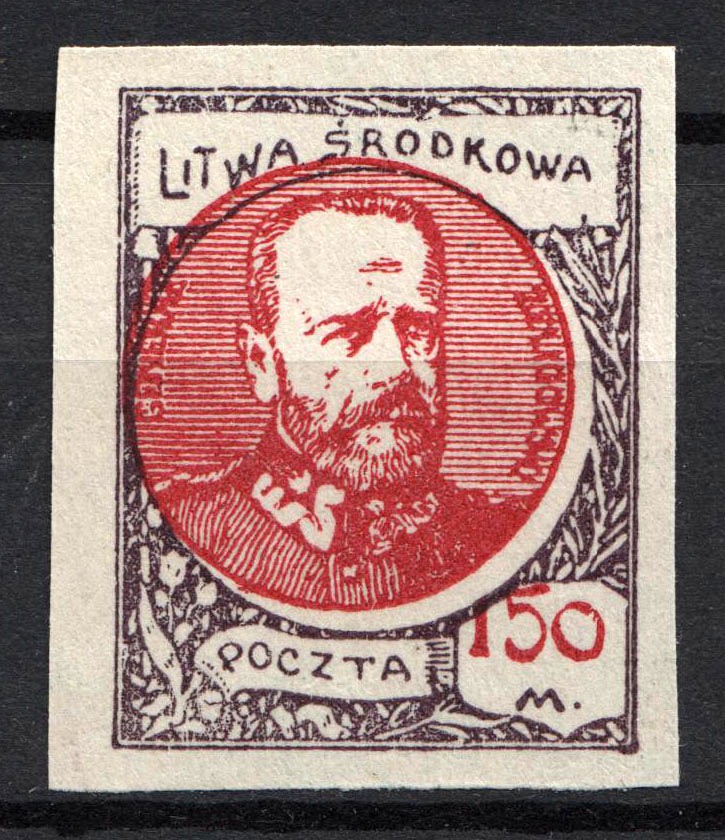 LITWA ŚRODKOWA
POCZTA
150
M.